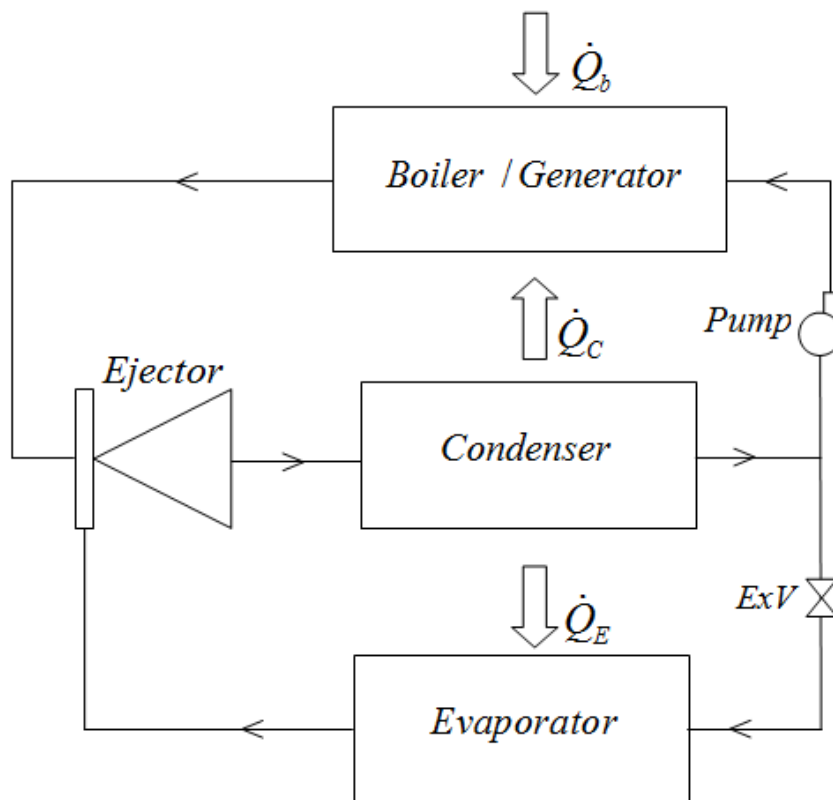 Q̇b
Boiler / Generator
Pump
Q̇C
Ejector
Condenser
ExV
Q̇E
Evaporator